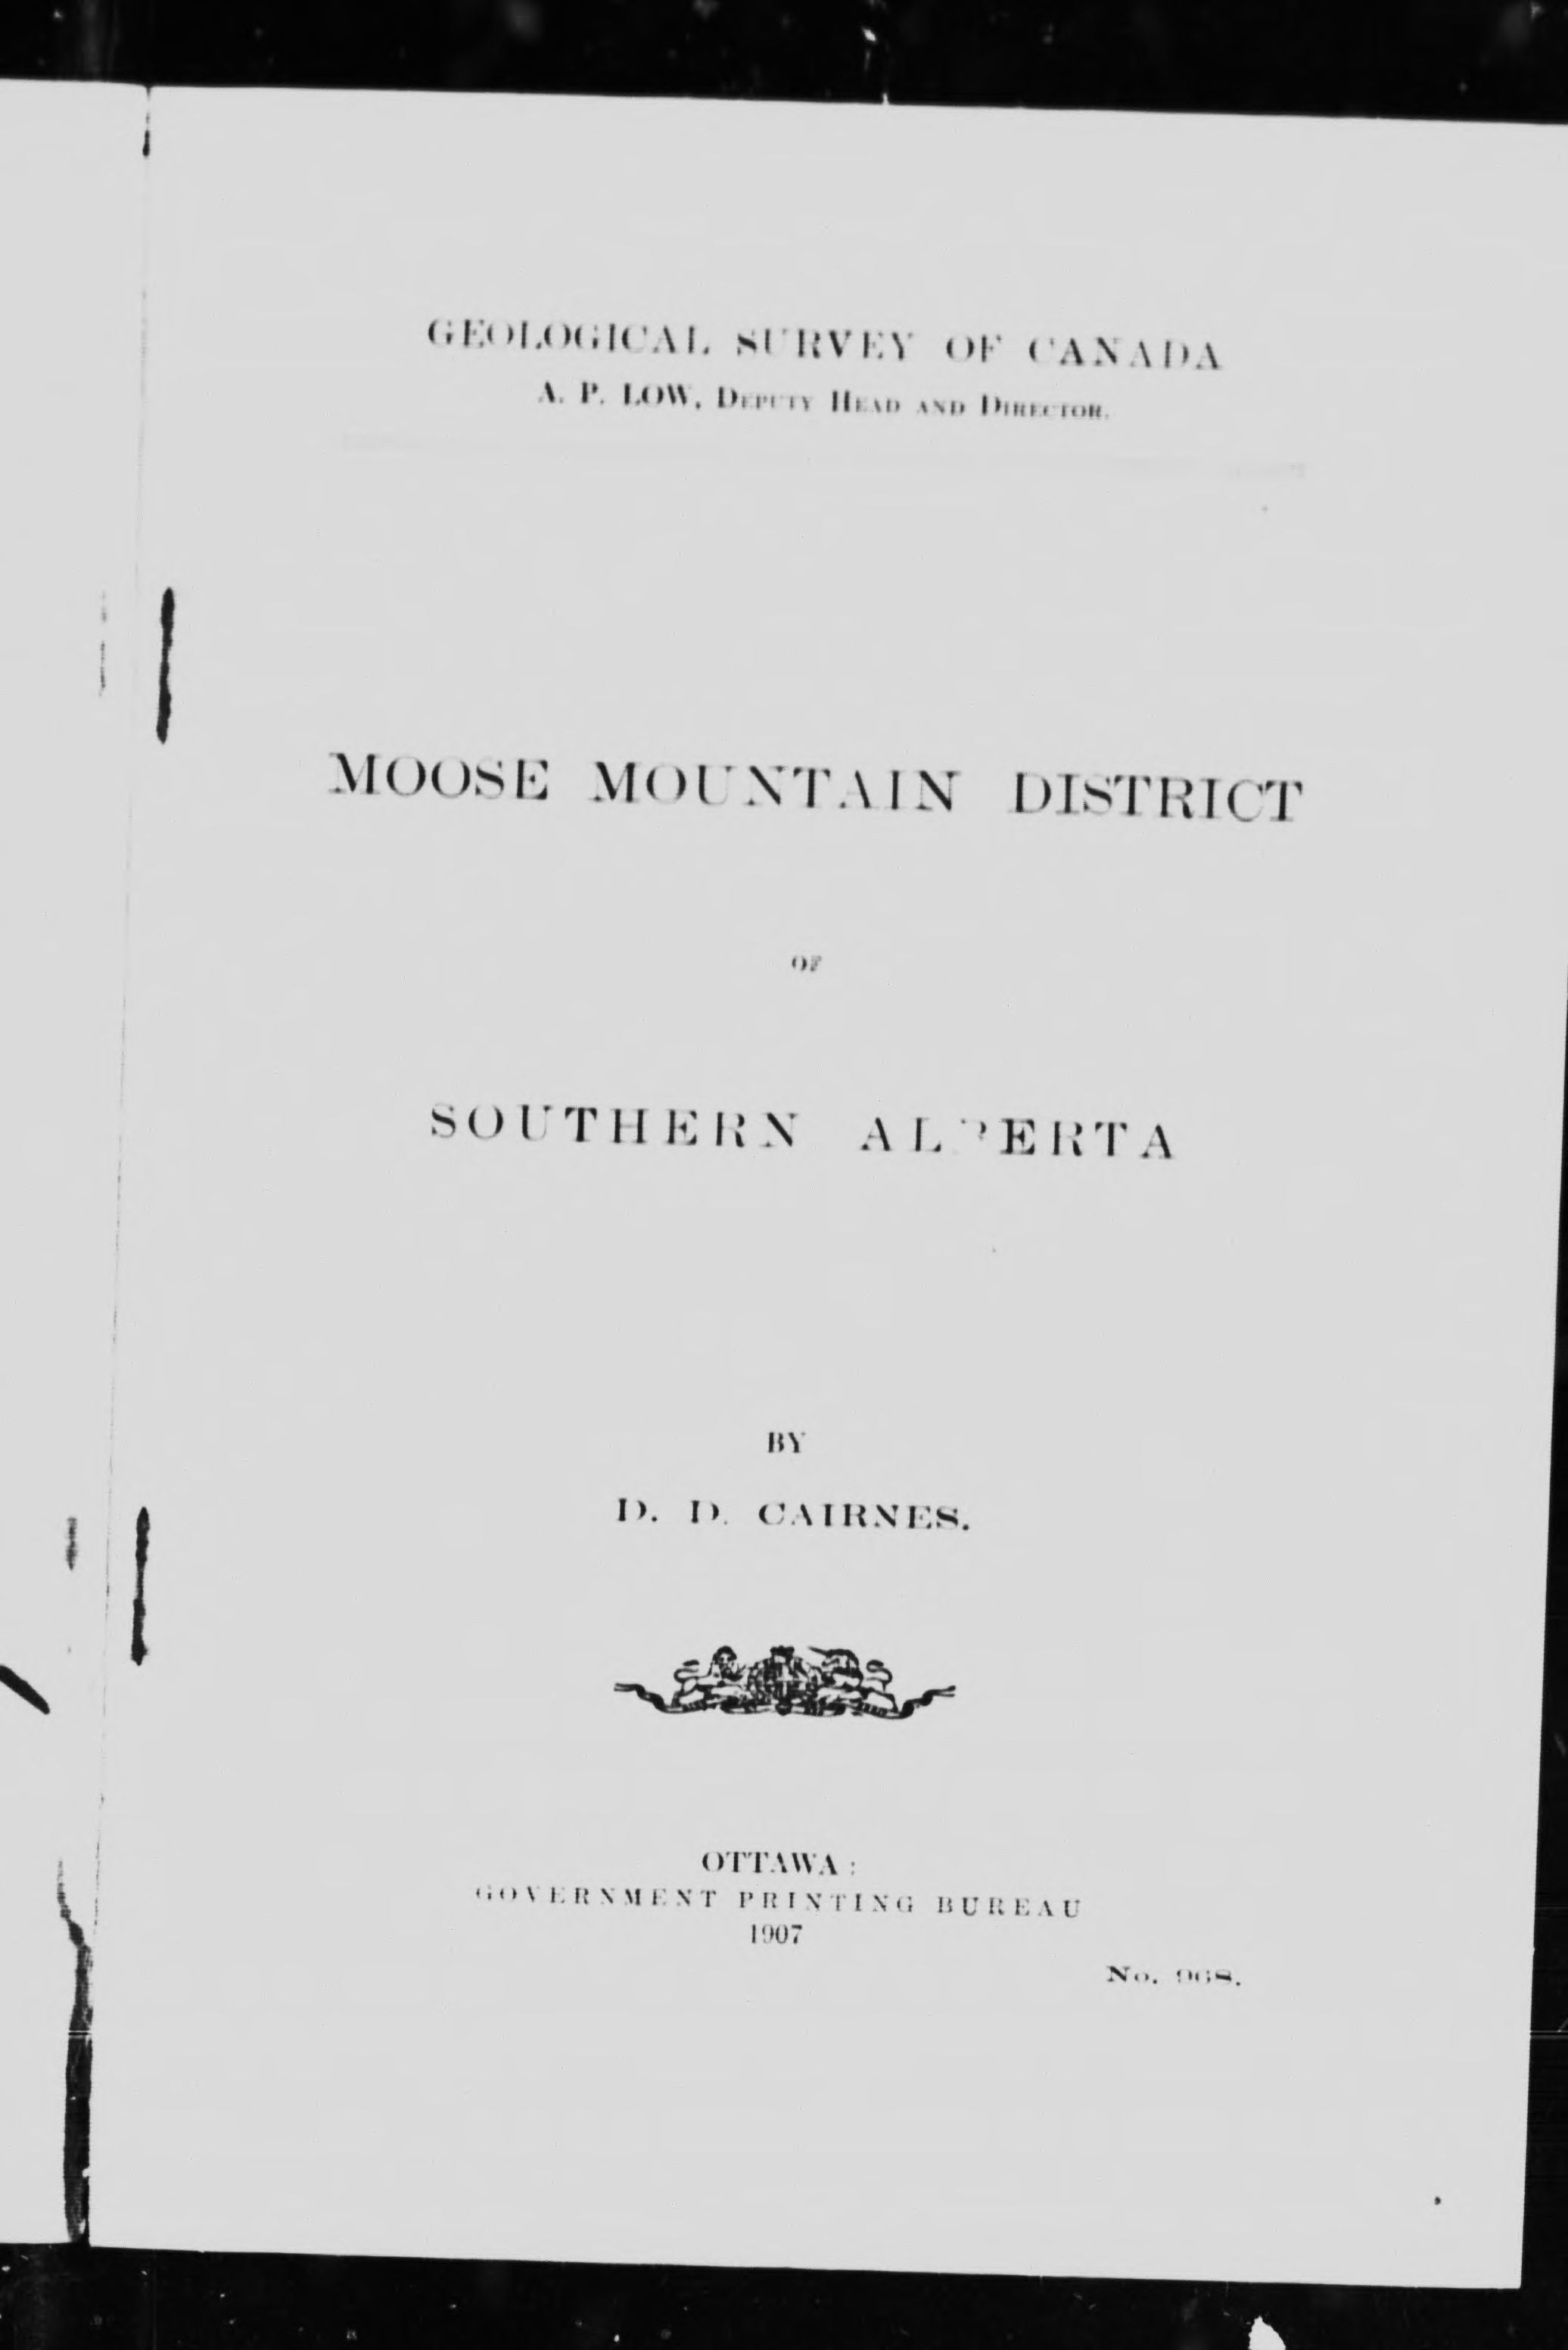 GEOLOGICAL SURVEY OF CANADA
A. P. LOW, Deputy Head and Director.
MOOSE MOUNTAIN DISTRICT
OF
SOUTHERN ALBERTA
BY
D. D. CAIRNES.
OTTAWA:
GOVERNMENT PRINTING BUREAU
1907
No. 968.